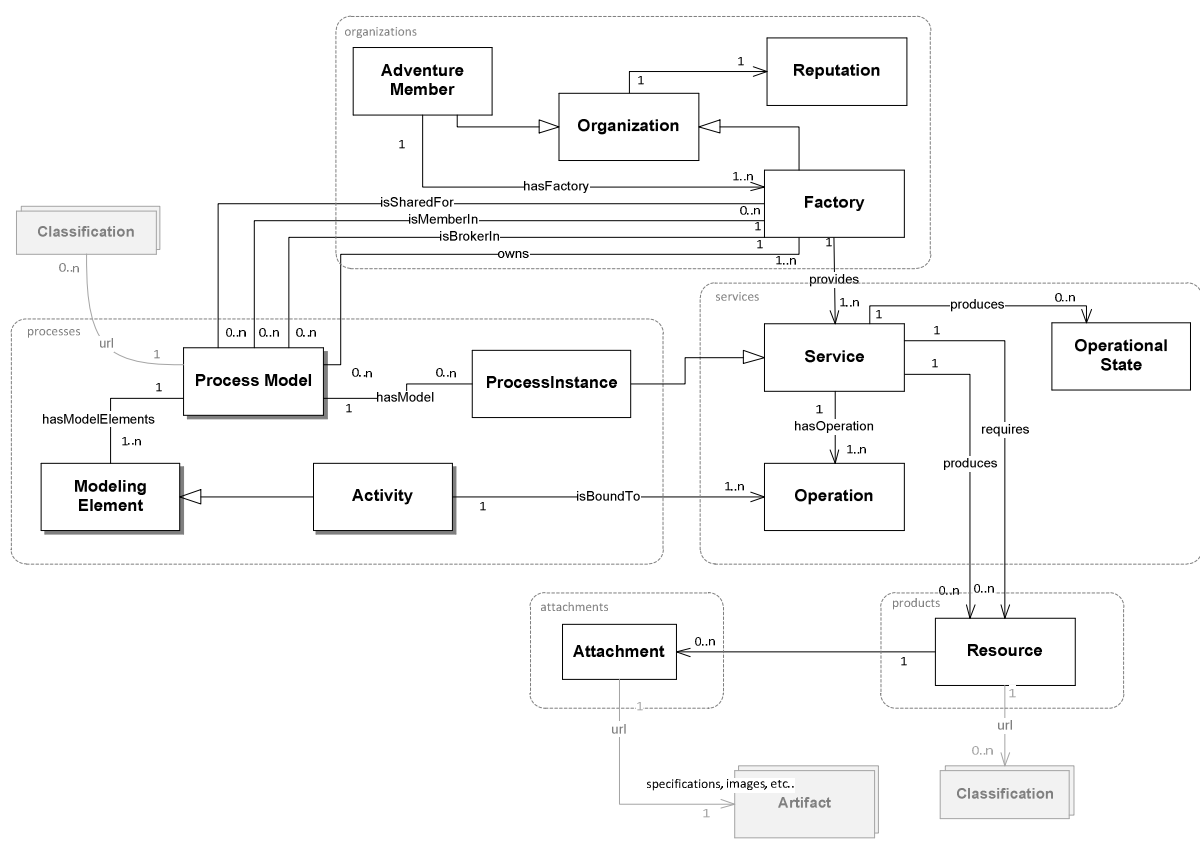 organizations
Adventure
Member
Reputation
1
1
Organization
1
hasFactory
1..n
Factory
isSharedFor
0..n
isMemberIn
1
isBrokerIn
1
owns
1..n
1
Classification
0..n
url
1
provides
1..n
services
produces
0..n
1
Service
1
1
Operational
State
processes
0..n
0..n
0..n
Process Model
0..n
1
hasModel
0..n
ProcessInstance
1
hasModelElements
1..n
1
hasOperation
1..n
requires
produces
Modeling
Element
Activity
1
isBoundTo
1..n
Operation
0..n
0..n
attachments
Attachment
0..n
1
products
Resource
1
url
specifications, images, etc..
1
Artifact
1
url
0..n
Classification